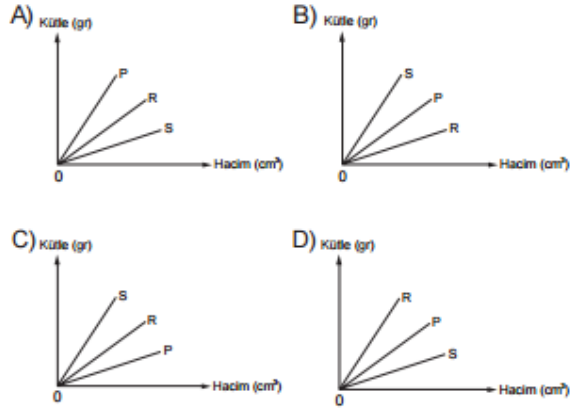 A) Kütle (gr)
P
R
S
Hacim (cm³)
0
B) Kütle (gr)
S
P
R
Hacim (cm³)
0
C) Kütle (gr)
S
R
P
Hacim (cm³)
0
D) Kütle (gr)
R
P
S
Hacim (cm³)
0